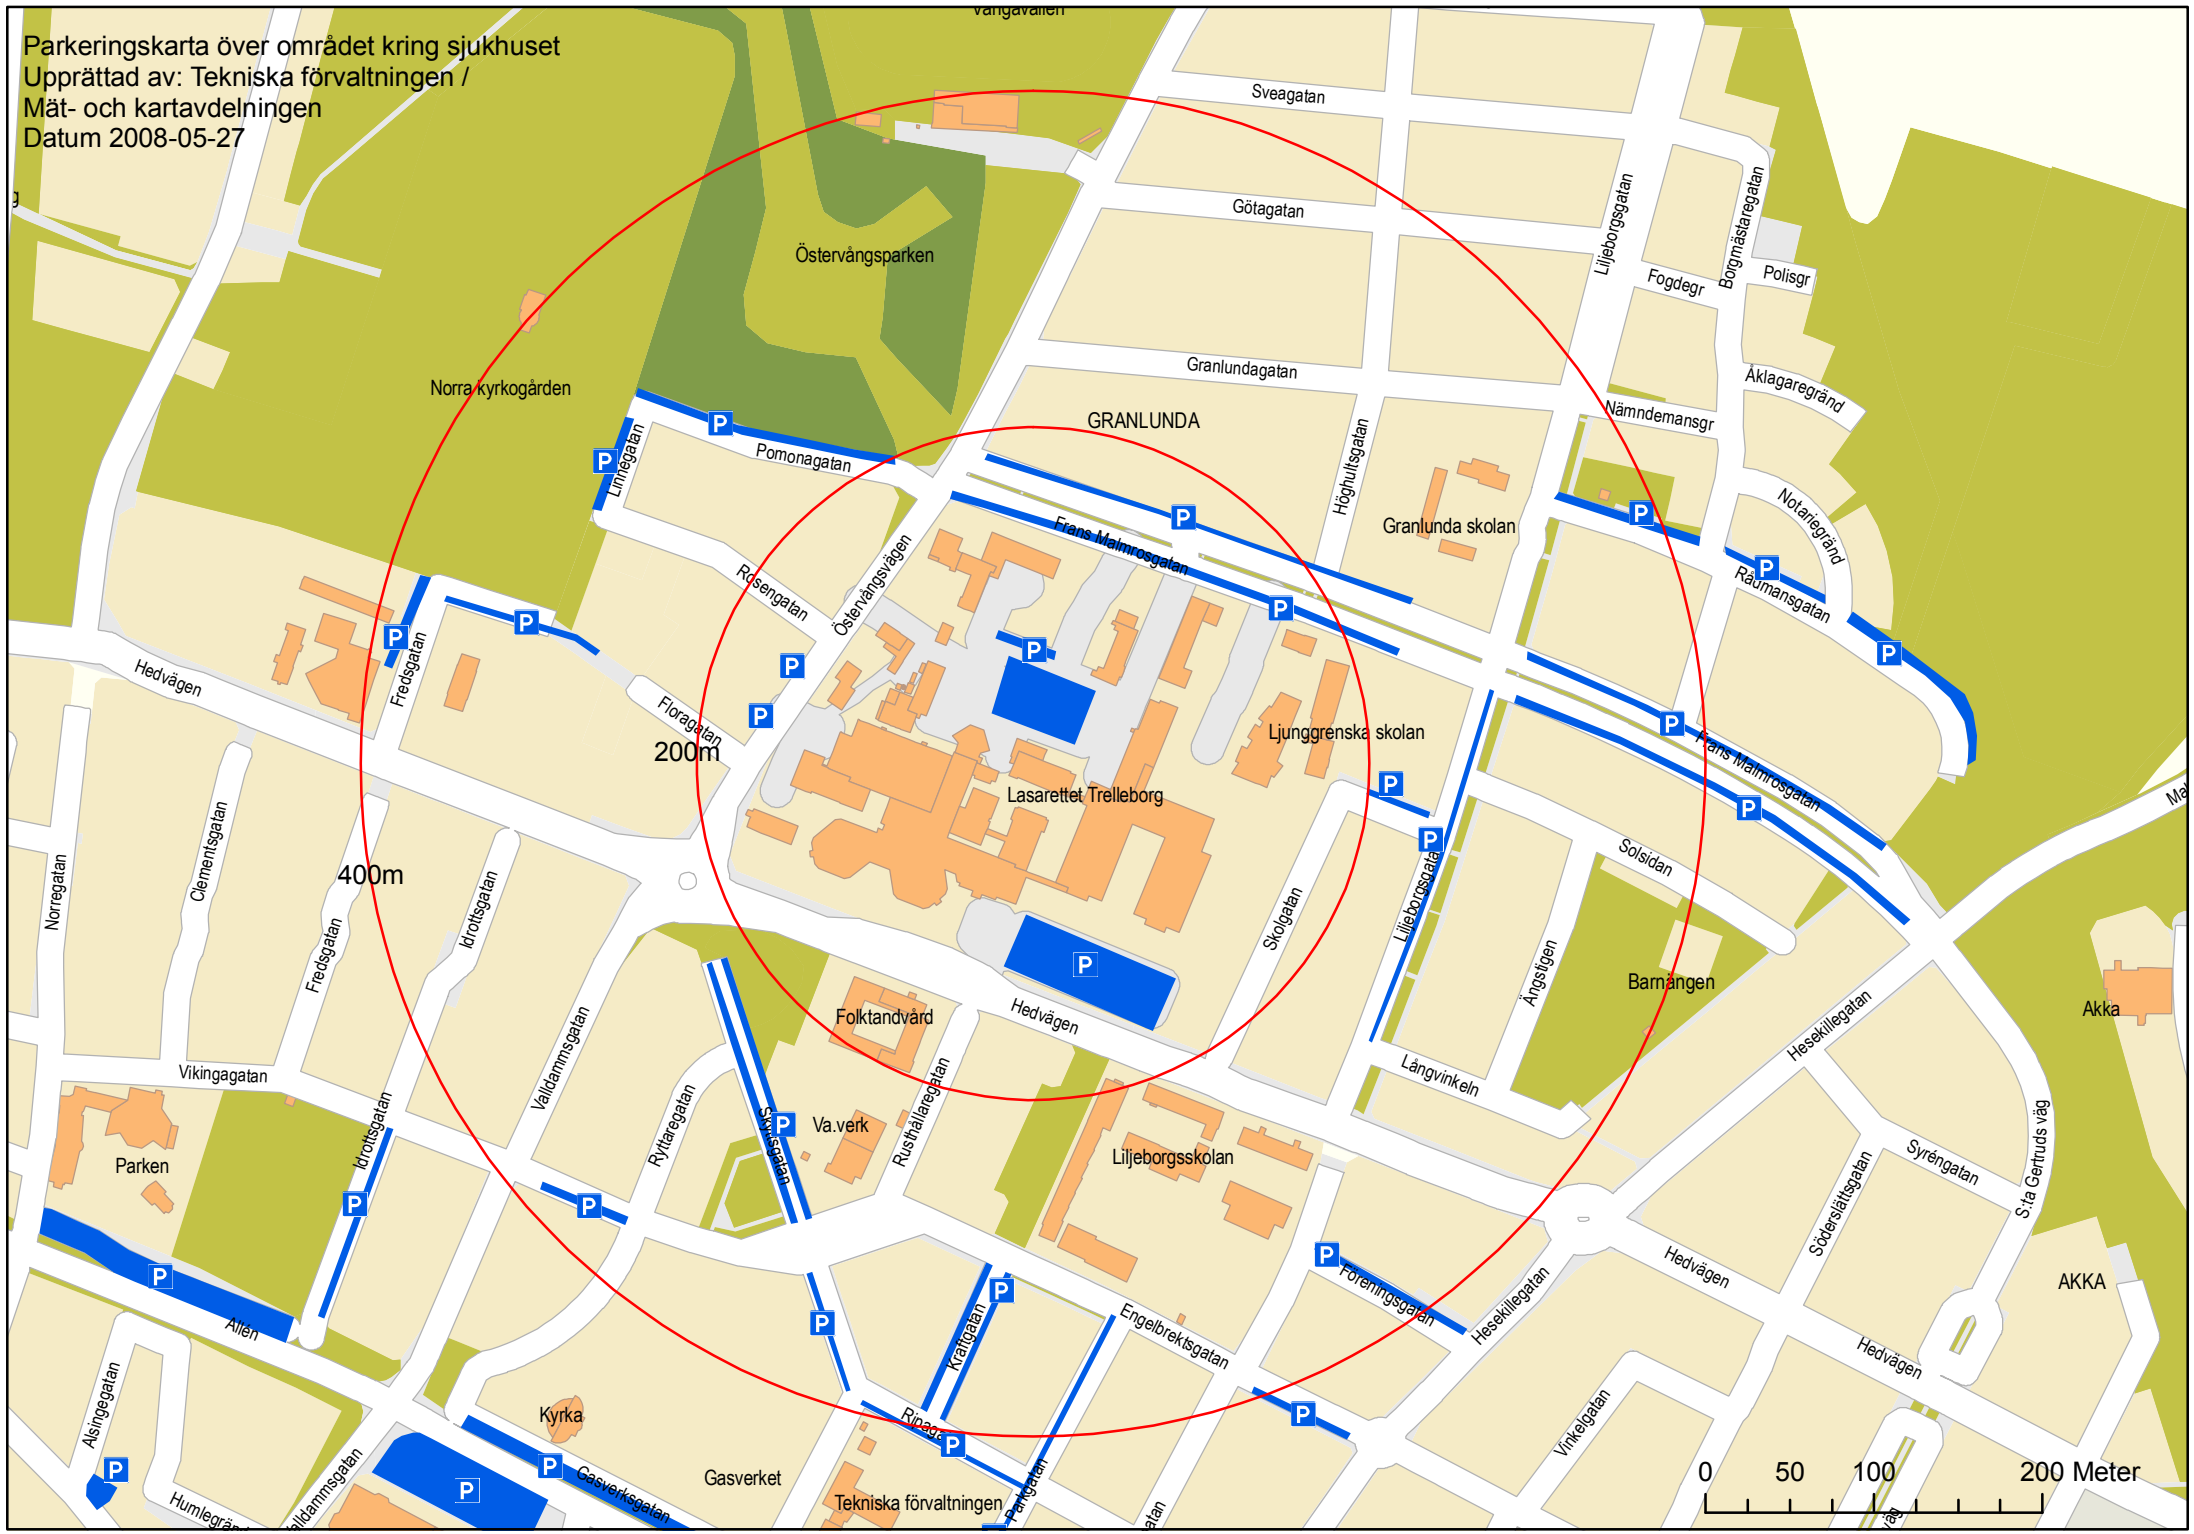 Parkeringskarta över området kring sjukhuset
Upprättad av: Tekniska förvaltningen /
Mät- och kartavdelningen
Datum 2008-05-27
Sveagatan
Götagatan
Liljeborgsgatan
Borgmästaregatan
Fogdegr
Polisgr
Östervångsparken
Norra kyrkogården
Granlundagatan
GRANLUNDA
Åklagaregränd
Nämndemansgr
Höghultsgatan
Pomonagatan
Linnegatan
P
P
P
P
P
Granlunda skolan
Notariegränd
Frans Malmrosgatan
Rosengatan
Östervångsvägen
Råumansgatan
P
P
P
P
P
P
P
Fredsgatan
Hedvägen
Floragatan
200m
P
P
Ljunggrenska skolan
Frans Malmrosgatan
P
P
P
Lasarettet Trelleborg
Solsidan
Norregatan
Clementsgatan
400m
Fredsgatan
Idrottsgatan
Skolgatan
Liljeborgsgata
Ängstigen
Barnängen
Akka
P
Hedvägen
Folktandvård
Hesekillegatan
Långvinkeln
Vikingagatan
Valldammsgatan
Ryttaregatan
Skyttsgatan
P
Va.verk
Rusthållaregatan
Liljeborgsskolan
Idrottsgatan
Parken
Syréngatan
Söderslättsgatan
S:ta Gertruds väg
P
P
P
P
P
P
Föreningsgatan
Hedvägen
AKKA
Allén
Kraftgatan
Engelbrektsgatan
Hesekillegatan
Hedvägen
Alsingegatan
Kyrka
P
P
P
Vinkelgatan
P
P
P
Gasverksgatan
Gasverket
Tekniska förvaltningen
Parkgatan
0 50 100 200 Meter